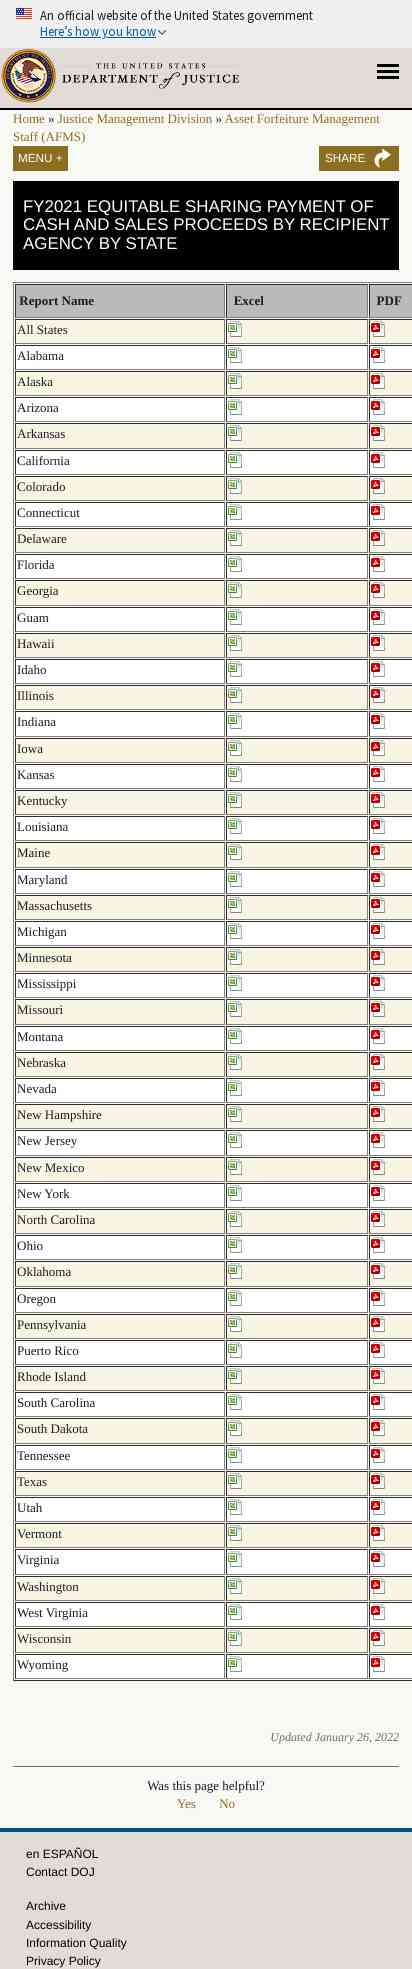 An official website of the United States government
Here's how you know
THE UNITED STATES
DEPARTMENT of JUSTICE
Home » Justice Management Division » Asset Forfeiture Management
Staff (AFMS)
MENU + SHARE
FY2021 EQUITABLE SHARING PAYMENT OF
CASH AND SALES PROCEEDS BY RECIPIENT
AGENCY BY STATE
Report Name Excel PDF
All States
Alabama
Alaska
Arizona
Arkansas
California
Colorado
Connecticut
Delaware
Florida
Georgia
Guam
Hawaii
Idaho
Illinois
Indiana
Iowa
Kansas
Kentucky
Louisiana
Maine
Maryland
Massachusetts
Michigan
Minnesota
Mississippi
Missouri
Montana
Nebraska
Nevada
New Hampshire
New Jersey
New Mexico
New York
North Carolina
Ohio
Oklahoma
Oregon
Pennsylvania
Puerto Rico
Rhode Island
South Carolina
South Dakota
Tennessee
Texas
Utah
Vermont
Virginia
Washington
West Virginia
Wisconsin
Wyoming
Updated January 26, 2022
Was this page helpful?
Yes No
en ESPAÑOL
Contact DOJ
Archive
Accessibility
Information Quality
Privacy Policy